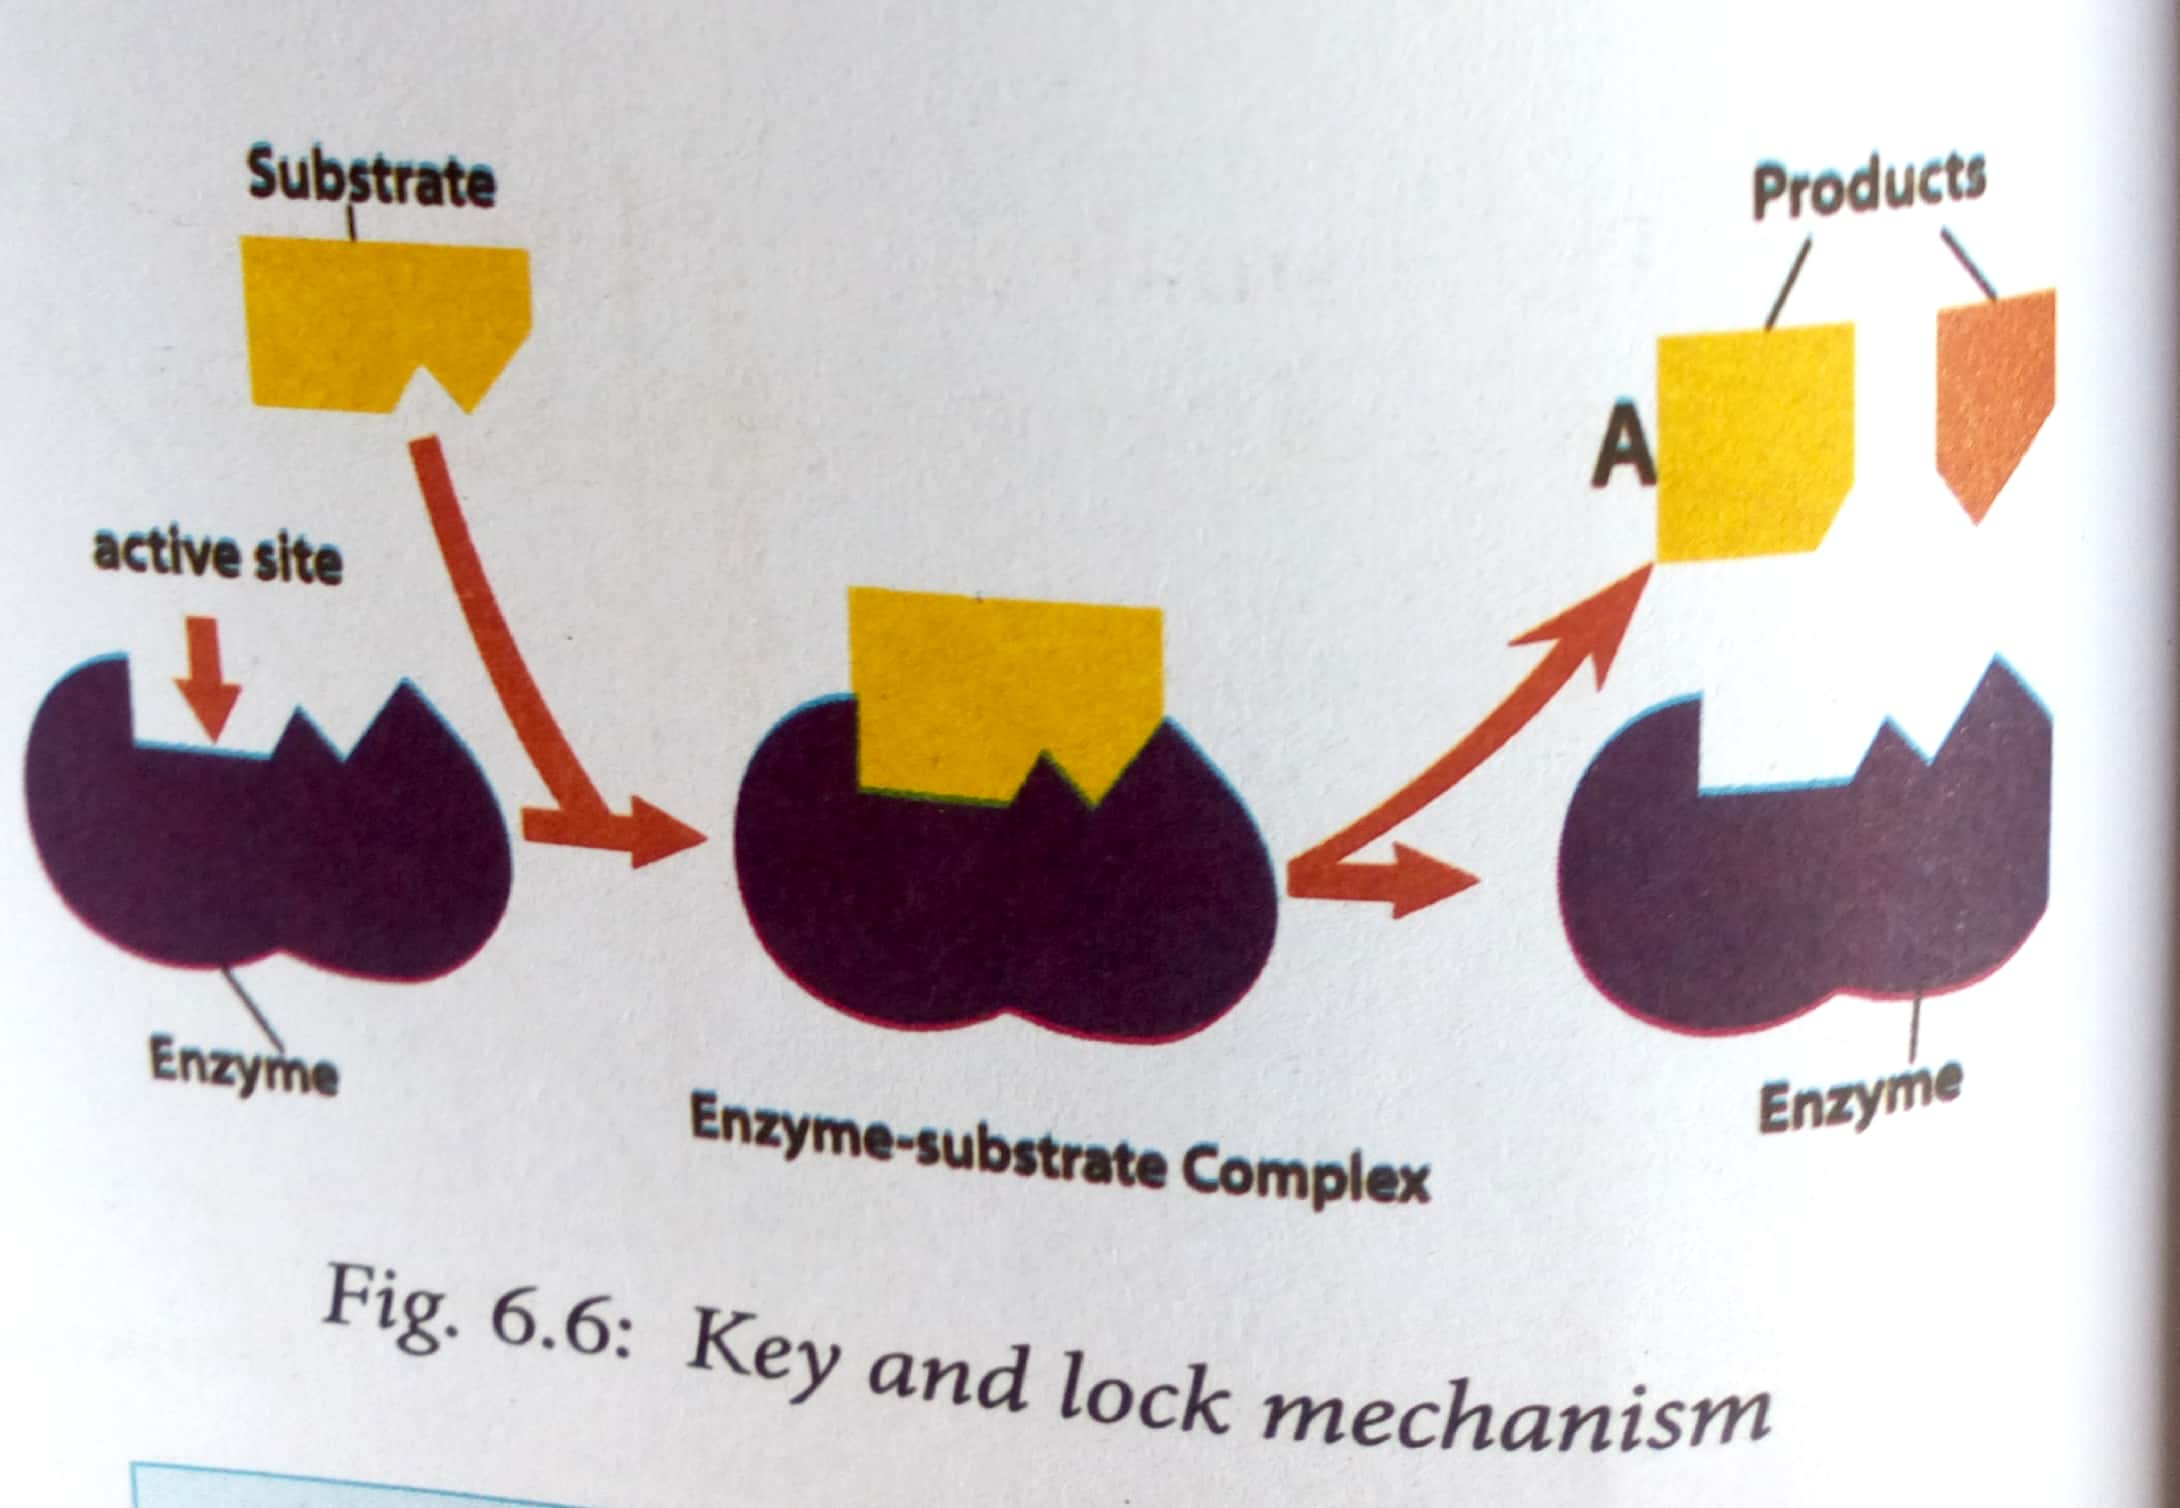 Substrate
Products
A
active site
Enzyme
Enzyme-substrate Complex
Enzyme
Fig. 6.6: Key and lock mechanism